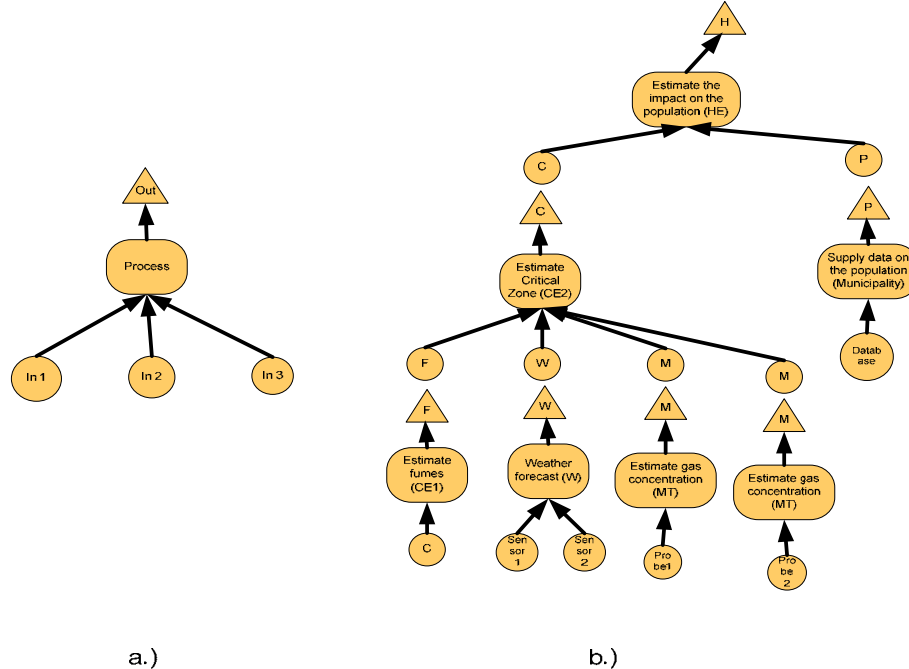 H
Estimate the
impact on the
population (HE)
C
P
Out
C
P
Process
Estimate
Critical
Zone (CE2)
Supply data on
the population
(Municipality)
In 1
In 2
In 3
F
W
M
M
Datab
ase
F
W
M
M
Estimate
fumes
(CE1)
Weather
forecast (W)
Estimate gas
concentration
(MT)
Estimate gas
concentration
(MT)
C
Sen
sor
1
Sen
sor
2
Pro
be1
Pro
be
2
a.)
b.)